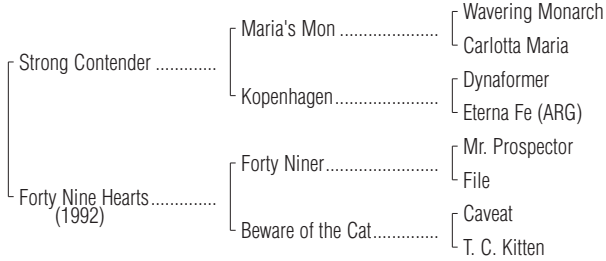 Wavering Monarch
Maria's Mon .....................
Carlotta Maria
Strong Contender .............
Dynaformer
Kopenhagen......................
Eterna Fe (ARG)
Mr. Prospector
Forty Niner........................
File
Forty Nine Hearts..............
(1992)
Caveat
Beware of the Cat..............
T. C. Kitten